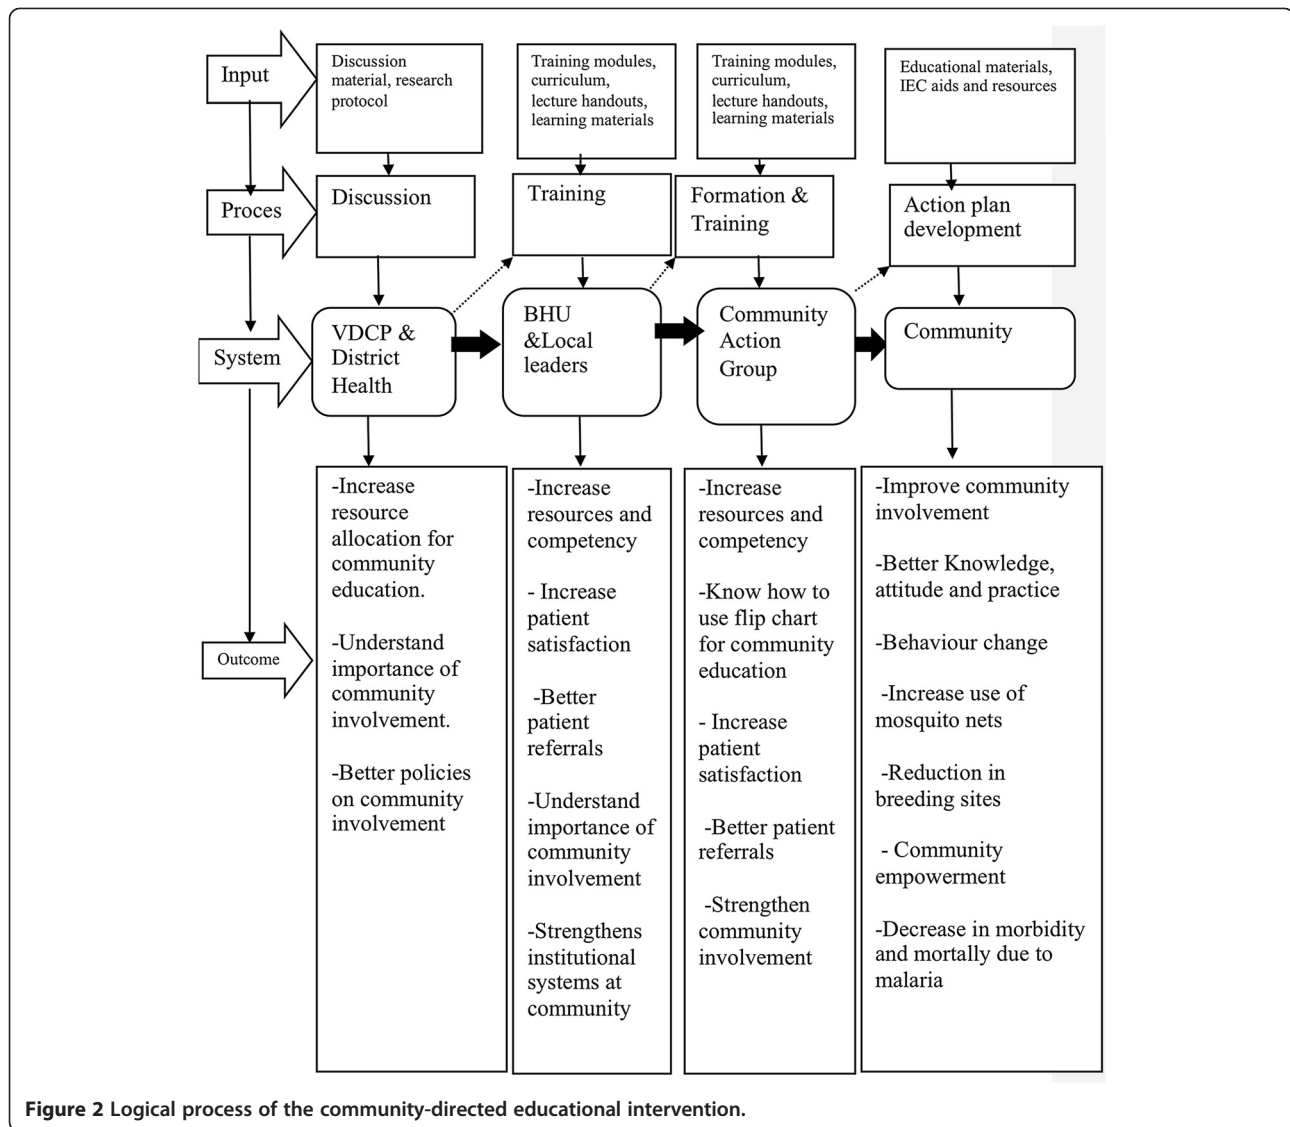 Input
Discussion
material, research
protocol
Training modules,
curriculum,
lecture handouts,
learning materials
Training modules,
curriculum,
lecture handouts,
learning materials
Educational materials,
IEC aids and resources
Proces
Discussion
Training
Formation &
Training
Action plan
development
System
VDCP &
District
Health
BHU
&Local
leaders
Community
Action
Group
Community
Outcome
-Increase
resource
allocation for
community
education.
-Understand
importance of
community
involvement.
-Better policies
on community
involvement
-Increase
resources and
competency
- Increase
patient
satisfaction
-Better
patient
referrals
-Understand
importance of
community
involvement
-Strengthens
institutional
systems at
community
-Increase
resources and
competency
-Know how to
use flip chart
for community
education
- Increase
patient
satisfaction
-Better patient
referrals
-Strengthen
community
involvement
-Improve community
involvement
-Better Knowledge,
attitude and practice
-Behaviour change
-Increase use of
mosquito nets
-Reduction in
breeding sites
- Community
empowerment
-Decrease in morbidity
and mortally due to
malaria
Figure 2 Logical process of the community-directed educational intervention.